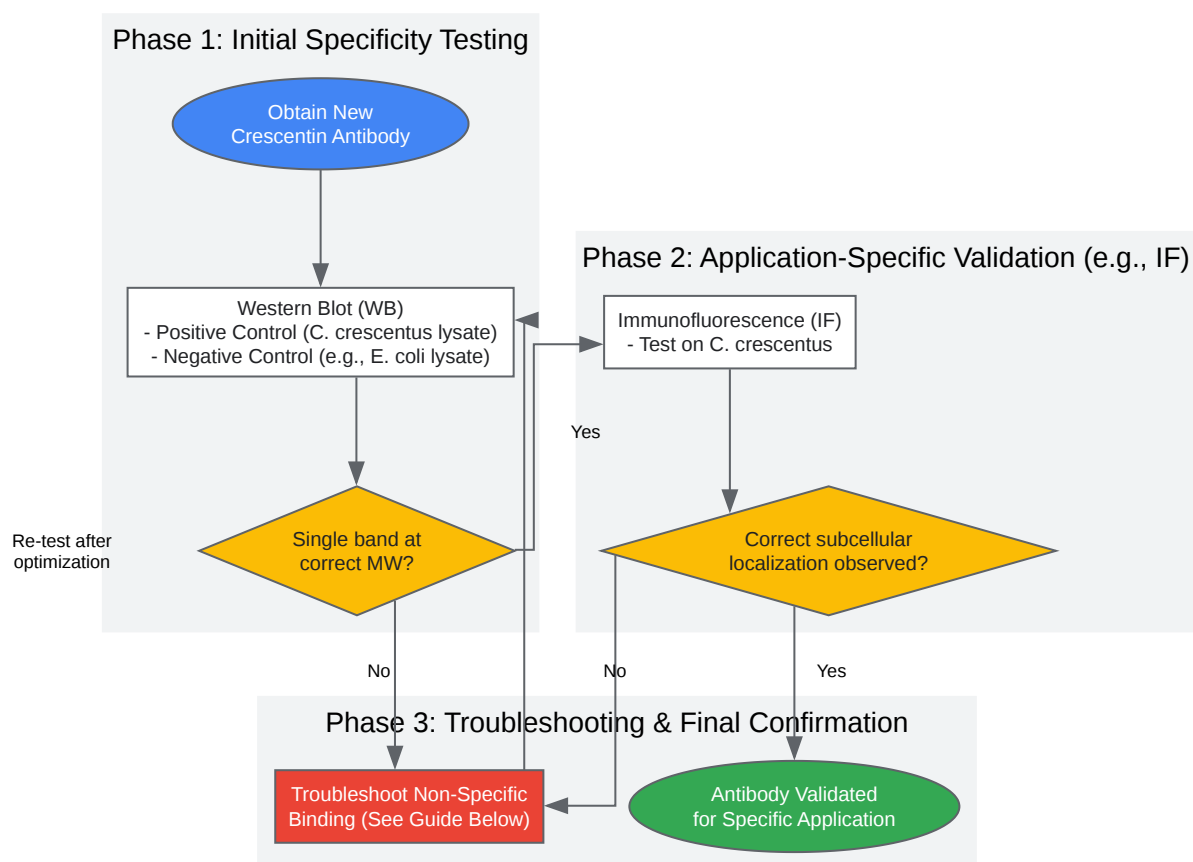 Phase 1: Initial Specificity Testing
Obtain New
Crescentin Antibody
Western Blot (WB)
- Positive Control (C. crescentus lysate)
- Negative Control (e.g., E. coli lysate)
Single band at
correct MW?
Re-test after
optimization
Phase 2: Application-Specific Validation (e.g., IF)
Immunofluorescence (IF)
- Test on C. crescentus
Yes
Correct subcellular
localization observed?
No
No
Yes
Phase 3: Troubleshooting & Final Confirmation
Troubleshoot Non-Specific
Binding (See Guide Below)
Antibody Validated
for Specific Application